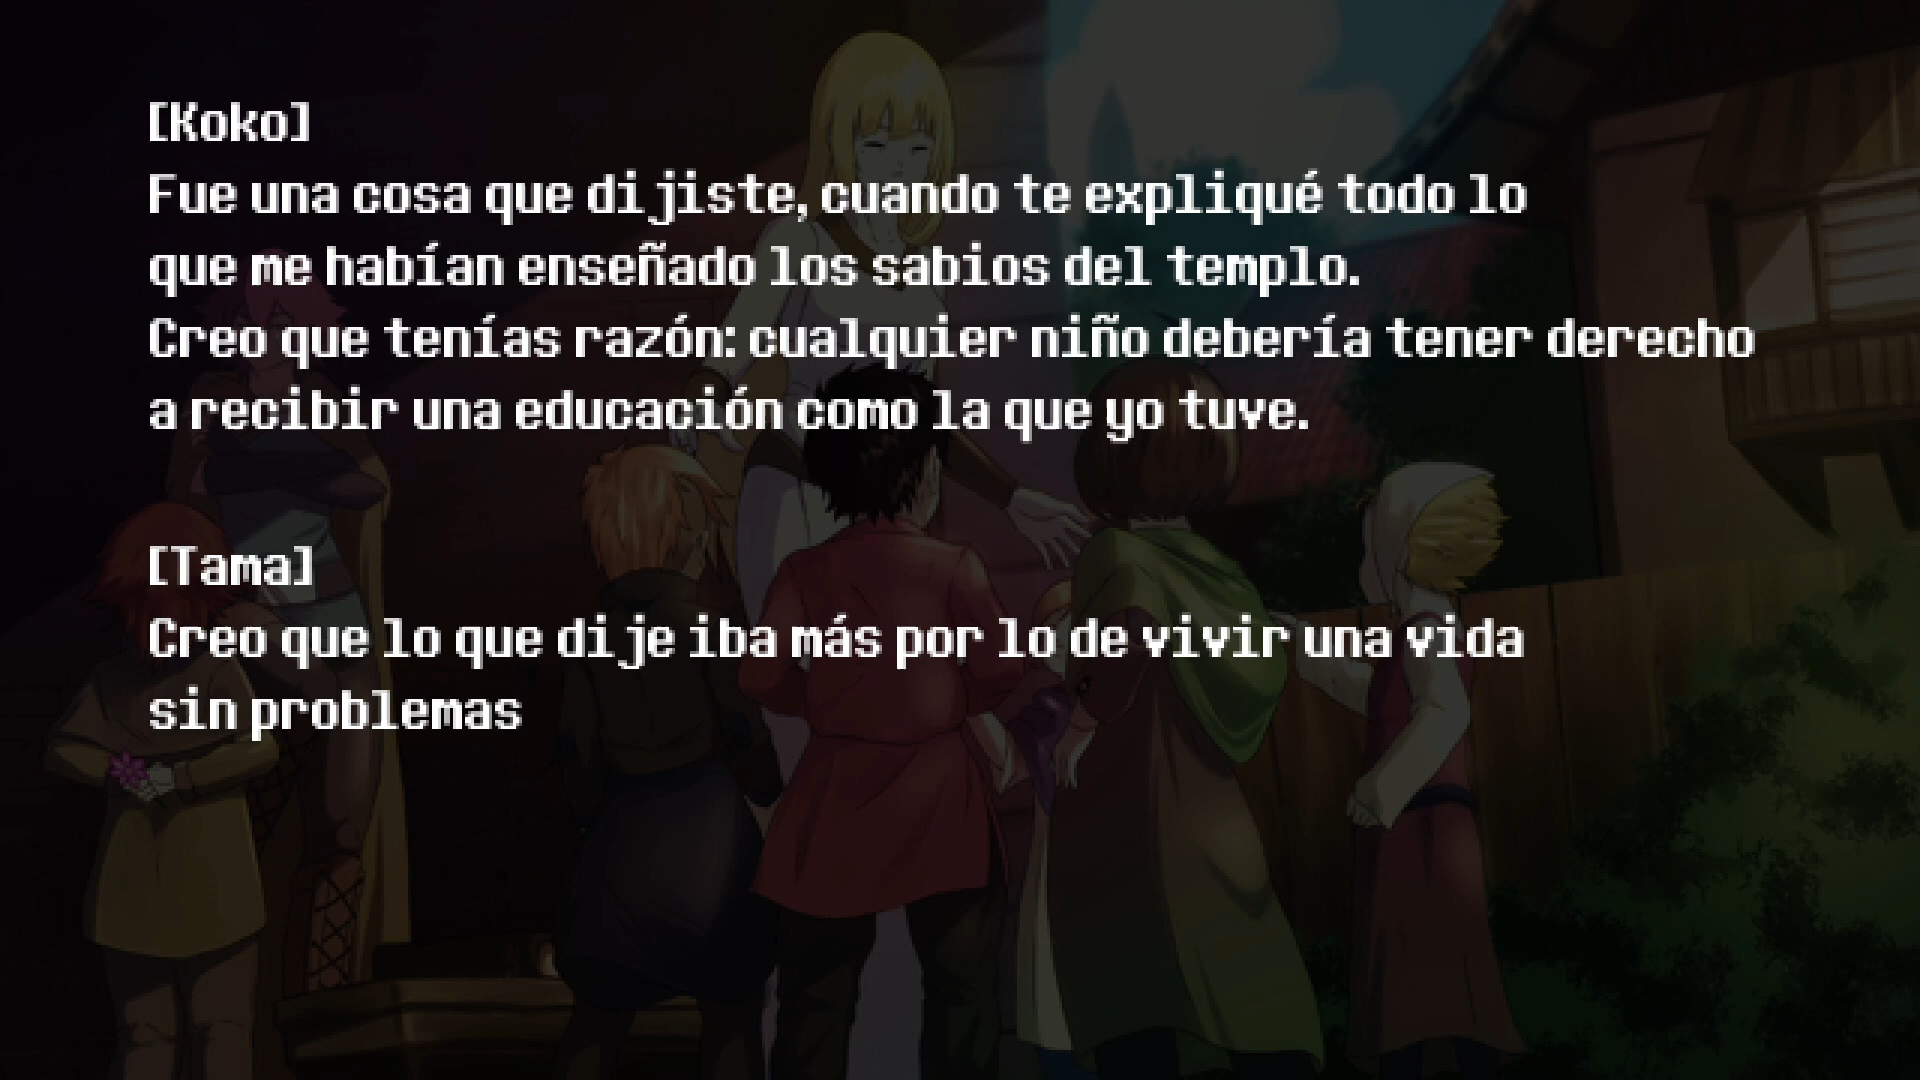 [Koko]
Fue una cosa que dijiste, cuando te expliqué todo lo
que me habían enseñado los sabios del templo.
Creo que tenías razón: cualquier niño debería tener derecho
a recibir una educación como la que yo tuve.
[Tama]
Creo que lo que dije iba más por lo de vivir una vida
sin problemas